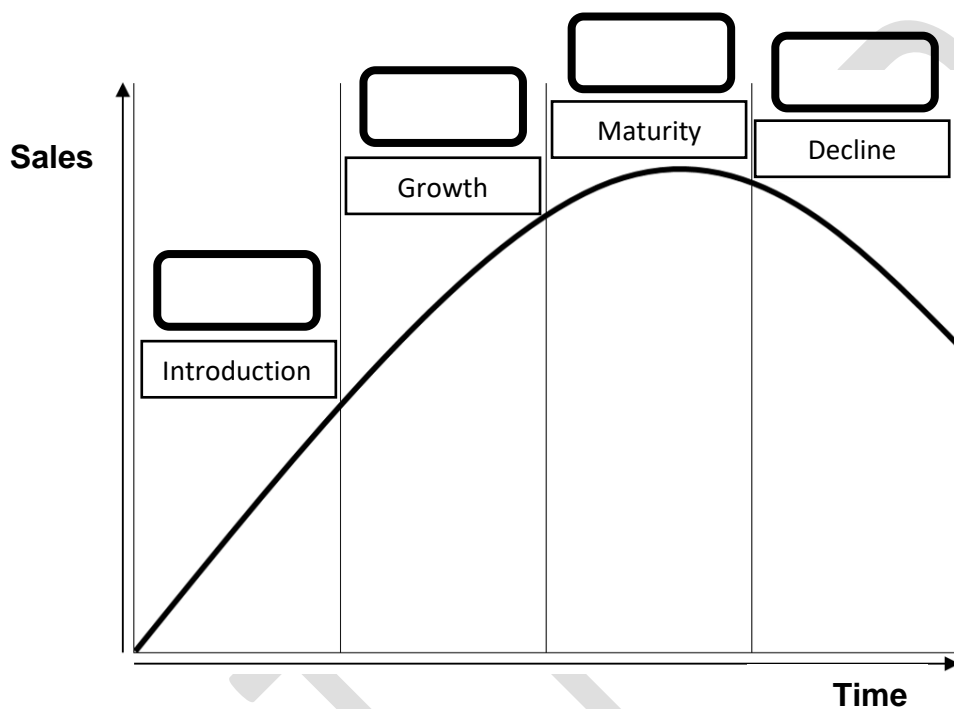 Sales
Introduction
Growth
Maturity
Decline
Time